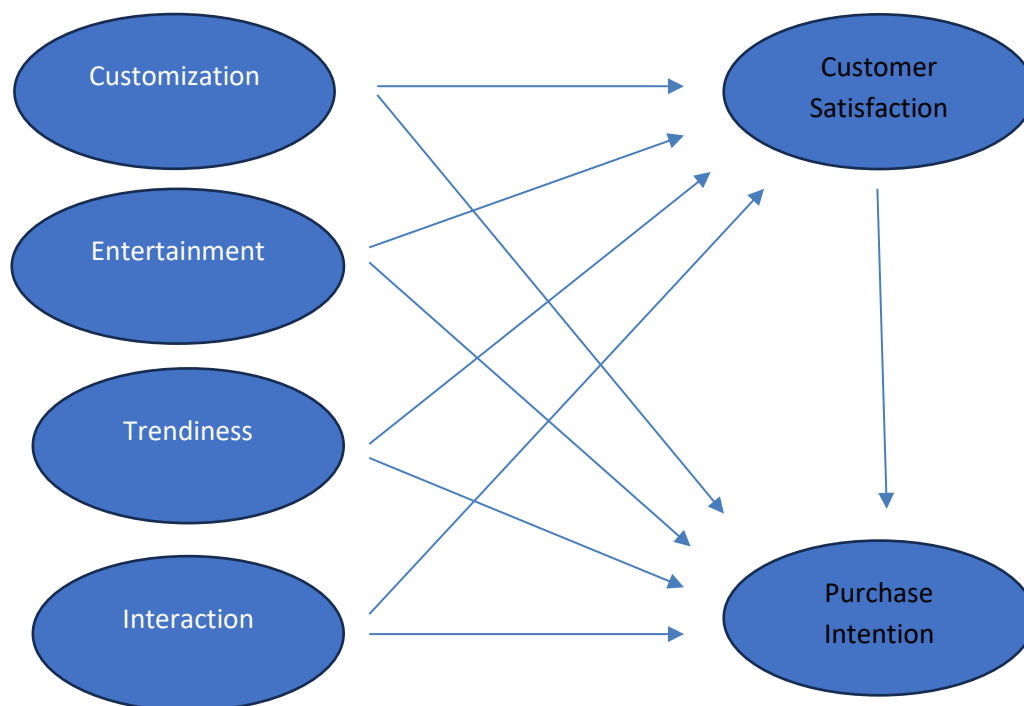 Customization
Customer
Satisfaction
Entertainment
Trendiness
Interaction
Purchase
Intention